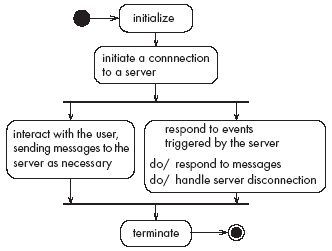 initialize
initiate a connnection
to a server
interact with the user,
sending messages to the
server as necessary
respond to events
triggered by the server
do/ respond to messages
do/ handle server disconnection
terminate